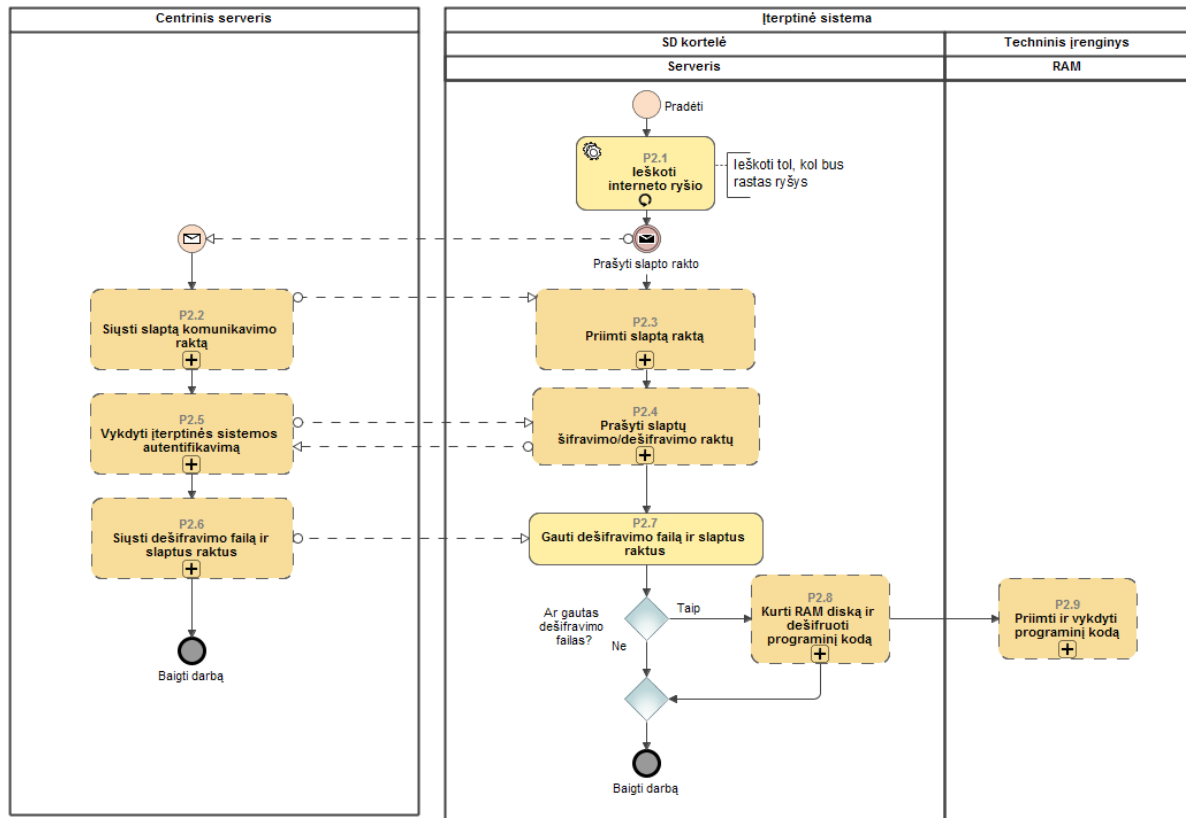 Centrinis serveris
Įterptinė sistema
SD kortelė
Techninis įrenginys
Serveris
RAM
Pradėti
P2.1
Ieškoti
interneto ryšio
Ieškoti tol, kol bus
rastas ryšys
Prašyti slapto rakto
P2.2
Siųsti slaptą komunikavimo
raktą
P2.3
Priimti slaptą raktą
P2.5
Vykdyti įterptinės sistemos
autentifikavimą
P2.4
Prašyti slaptų
šifravimo/dešifravimo raktų
P2.6
Siųsti dešifravimo failą ir
slaptus raktus
P2.7
Gauti dešifravimo failą ir slaptus
raktus
Ar gautas
dešifravimo
failas?
Taip
Ne
P2.8
Kurti RAM diską ir
dešifruoti
programinį kodą
P2.9
Priimti ir vykdyti
programinį kodą
Baigti darbą
Baigti darbą